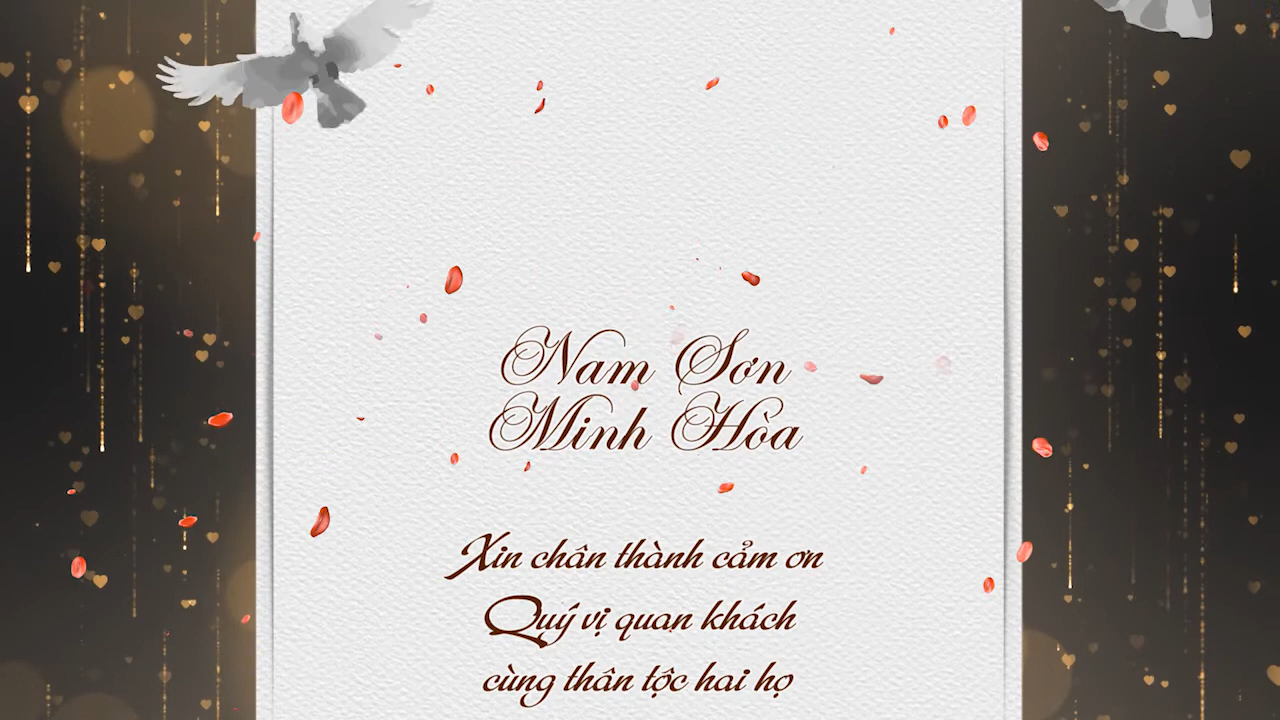 Nam Sơn
Minh Hòa
Xin chân thành cảm ơn
Quý vị quan khách
cùng thân tộc hai họ